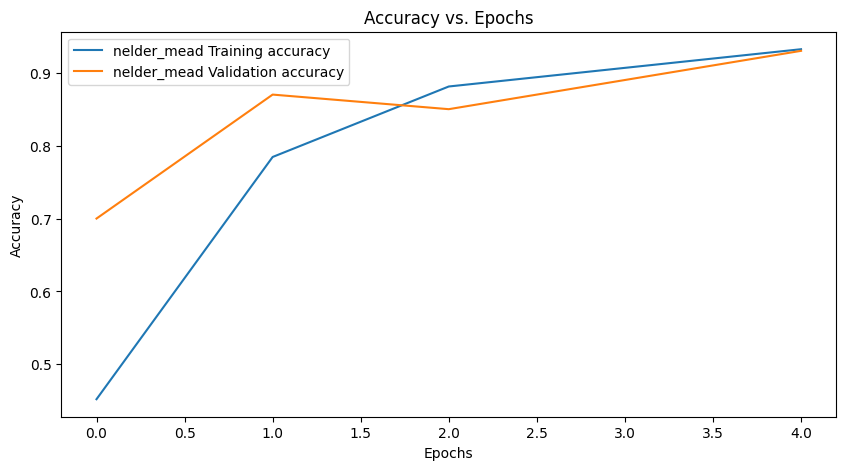 Accuracy vs. Epochs
nelder_mead Training accuracy
nelder_mead Validation accuracy
Accuracy
0.9
0.8
0.7
0.6
0.5
0.0 0.5 1.0 1.5 2.0 2.5 3.0 3.5 4.0
Epochs